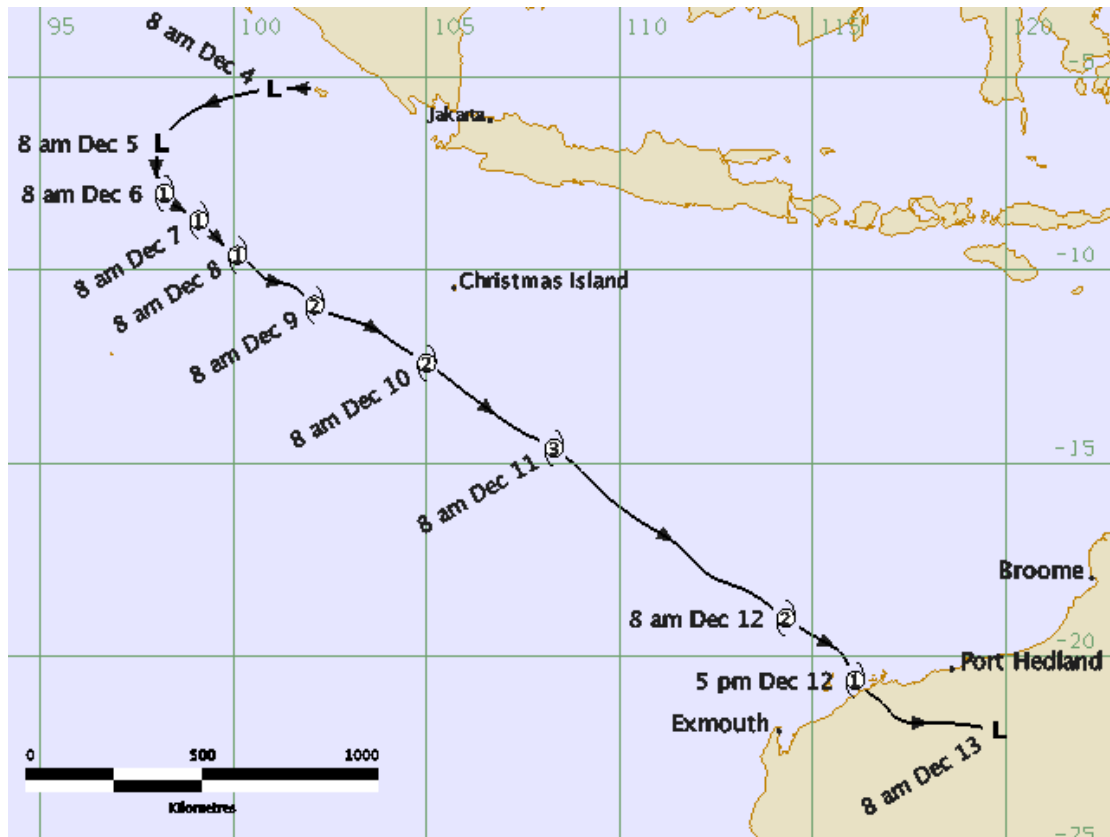 95
100
105
110
115
120
8 am Dec 4
L
-5
Jakarta
8 am Dec 5
L
8 am Dec 6
1
8 am Dec 7
1
8 am Dec 8
1
-10
Christmas Island
8 am Dec 9
2
8 am Dec 10
2
8 am Dec 11
3
-15
Broome
8 am Dec 12
2
-20
Port Hedland
5 pm Dec 12
1
Exmouth
L
8 am Dec 13
0 500 1000
Kilometres
-25